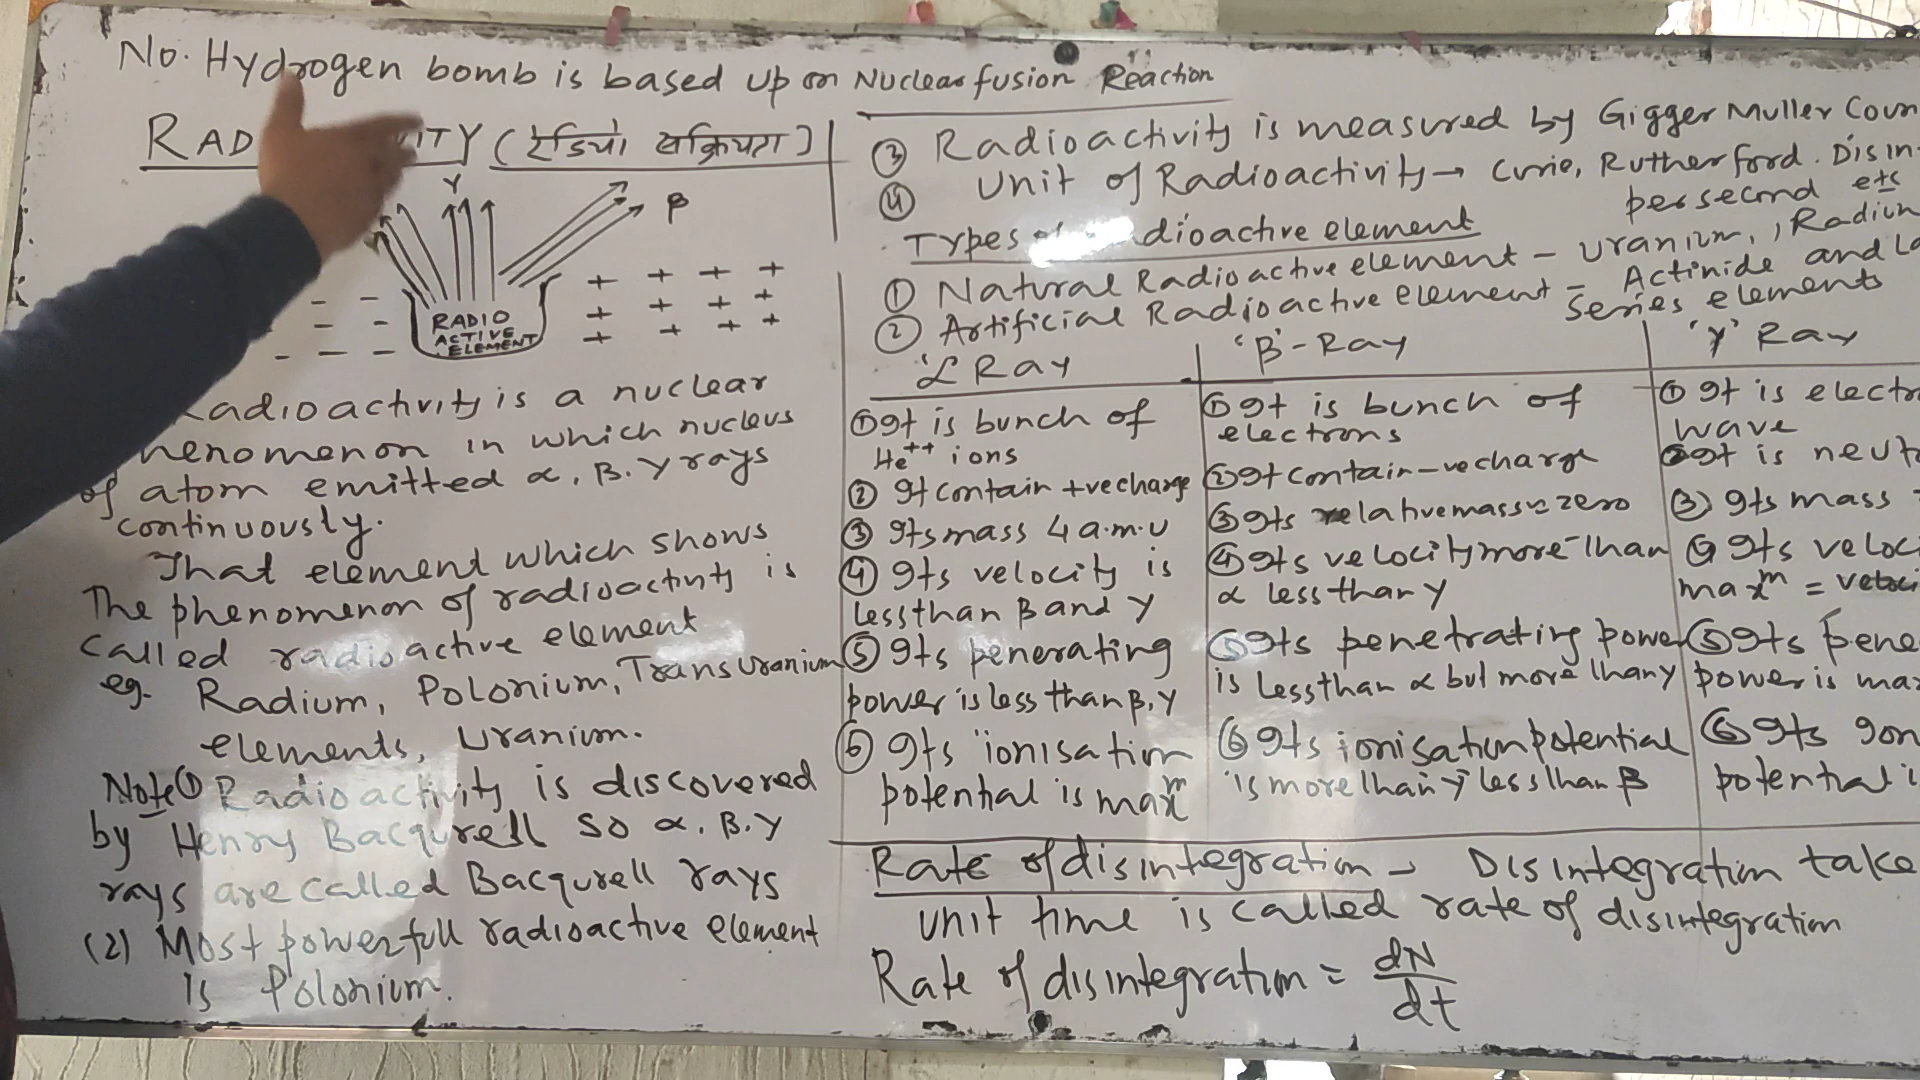 No. Hydrogen bomb is based upon Nuclear fusion Reaction
RAD ITY (रेडियो सक्रियता)
γ
β
- - + + + +
- - + + + +
- - - + + + +
RADIO
ACTIVE
ELEMENT
adioactivity is a nuclear
henomenon in which nucleus
of atom emitted α, β, γ rays
continuously.
That element which shows
The phenomenon of radioactivity is
called radioactive element
eg. Radium, Polonium, Transuranium
elements, Uranium.
Note① Radioactivity is discovered
by Henry Bacqurell so α, β, γ
rays are called Bacqurell rays
(2) Most powerfull radioactive element
Is Polonium.
③ Radioactivity is measured by Gigger Muller Coun
④ Unit of Radioactivity → Curie, Rutherford. Disin-
per second etc
Types dioactive element
① Natural Radioactive element - Uranium, Radium
② Artificial Radioactive element - Actinide and La
Series elements
'α Ray
① It is bunch of
He++ ions
② It contain +ve charge
③ Its mass 4 a.m.u
④ Its velocity is
less than β and γ
⑤ Its penerating
power is less than β, γ
⑥ Its ionisation
potential is maxm
'β'-Ray
① It is bunch of
electrons
② It contain -ve charge
③ Its relative mass = zero
④ Its velocity more than
α less than γ
⑤ Its penetrating power
is less than α but more than γ
⑥ Its ionisation potential
is more than γ less than β
'γ' Ray
① It is electro
wave
② It is neut
③ Its mass
④ Its veloci
maxm = veloci
⑤ Its pene
power is max
⑥ Its Ion
potential i
Rate of disintegration → Disintegration take
unit time is called rate of disintegration
Rate of disintegration = dN/dt